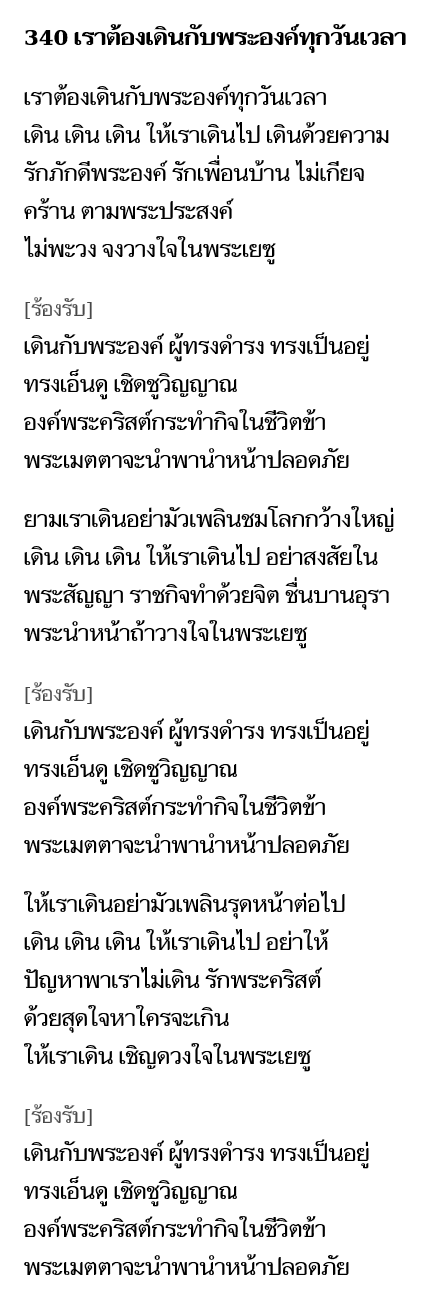 340 เราต้องเดินกับพระองค์ทุกวันเวลา
เราต้องเดินกับพระองค์ทุกวันเวลา
เดิน เดิน เดิน ให้เราเดินไป เดินด้วยความ
รักภักดีพระองค์ รักเพื่อนบ้าน ไม่เกียจ
คร้าน ตามพระประสงค์
ไม่พะวง จงวางใจในพระเยซู
[ร้องรับ]
เดินกับพระองค์ ผู้ทรงดำรง ทรงเป็นอยู่
ทรงเอ็นดู เชิดชูวิญญาณ
องค์พระคริสต์กระทำกิจในชีวิตข้า
พระเมตตาจะนำพานำหน้าปลอดภัย
ยามเราเดินอย่ามัวเพลินชมโลกกว้างใหญ่
เดิน เดิน เดิน ให้เราเดินไป อย่าสงสัยใน
พระสัญญา ราชกิจทำด้วยจิต ชื่นบานอุรา
พระนำหน้าถ้าวางใจในพระเยซู
[ร้องรับ]
เดินกับพระองค์ ผู้ทรงดำรง ทรงเป็นอยู่
ทรงเอ็นดู เชิดชูวิญญาณ
องค์พระคริสต์กระทำกิจในชีวิตข้า
พระเมตตาจะนำพานำหน้าปลอดภัย
ให้เราเดินอย่ามัวเพลินรุดหน้าต่อไป
เดิน เดิน เดิน ให้เราเดินไป อย่าให้
ปัญหาพาเราไม่เดิน รักพระคริสต์
ด้วยสุดใจหาใครจะเกิน
ให้เราเดิน เชิญดวงใจในพระเยซู
[ร้องรับ]
เดินกับพระองค์ ผู้ทรงดำรง ทรงเป็นอยู่
ทรงเอ็นดู เชิดชูวิญญาณ
องค์พระคริสต์กระทำกิจในชีวิตข้า
พระเมตตาจะนำพานำหน้าปลอดภัย